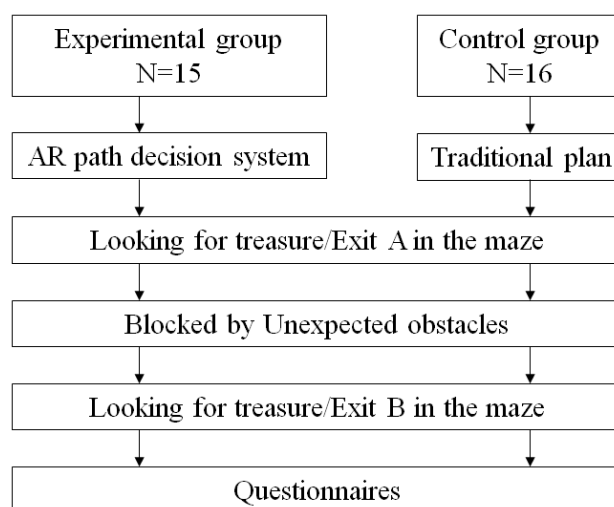 Experimental group
N=15
Control group
N=16
AR path decision system
Traditional plan
Looking for treasure/Exit A in the maze
Blocked by Unexpected obstacles
Looking for treasure/Exit B in the maze
Questionnaires